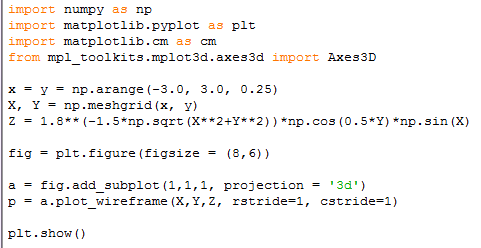 import numpy as np
import matplotlib.pyplot as plt
import matplotlib.cm as cm
from mpl_toolkits.mplot3d.axes3d import Axes3D
x = y = np.arange(-3.0, 3.0, 0.25)
X, Y = np.meshgrid(x, y)
Z = 1.8**(-1.5*np.sqrt(X**2+Y**2))*np.cos(0.5*Y)*np.sin(X)
fig = plt.figure(figsize = (8,6))
a = fig.add_subplot(1,1,1, projection = '3d')
p = a.plot_wireframe(X,Y,Z, rstride=1, cstride=1)
plt.show()